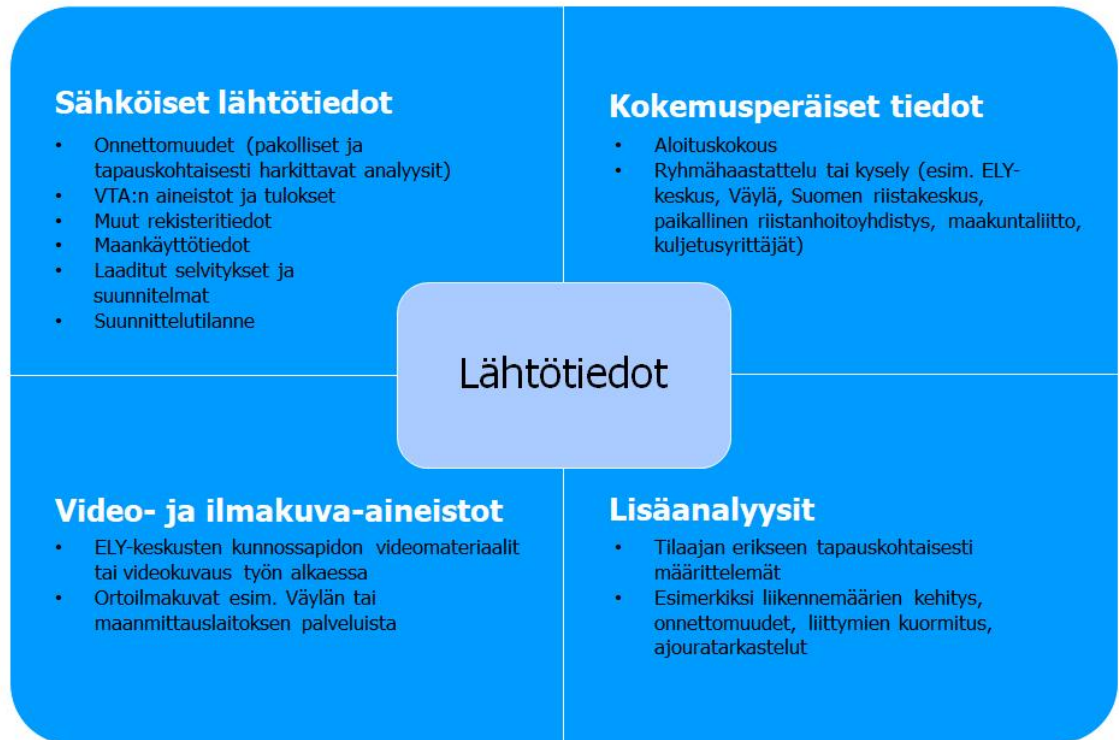 Sähköiset lähtötiedot
• Onnettomuudet (pakolliset ja
tapauskohtaisesti harkittavat analyysit)
• VTA:n aineistot ja tulokset
• Muut rekisteritiedot
• Maankäyttötiedot
• Laaditut selvitykset ja
suunnitelmat
• Suunnittelutilanne
Kokemusperäiset tiedot
• Aloituskokous
• Ryhmähaastattelu tai kysely (esim. ELY-
keskus, Väylä, Suomen riistakeskus,
paikallinen riistanhoitoyhdistys, maakuntaliitto,
kuljetusyrittäjät)
Lähtötiedot
Video- ja ilmakuva-aineistot
• ELY-keskusten kunnossapidon videomateriaalit
tai videokuvaus työn alkaessa
• Ortoilmakuvat esim. Väylän tai
maanmittauslaitoksen palveluista
Lisäanalyysit
• Tilaajan erikseen tapauskohtaisesti
määrittelemät
• Esimerkiksi liikennemäärien kehitys,
onnettomuudet, liittymien kuormitus,
ajouratarkastelut